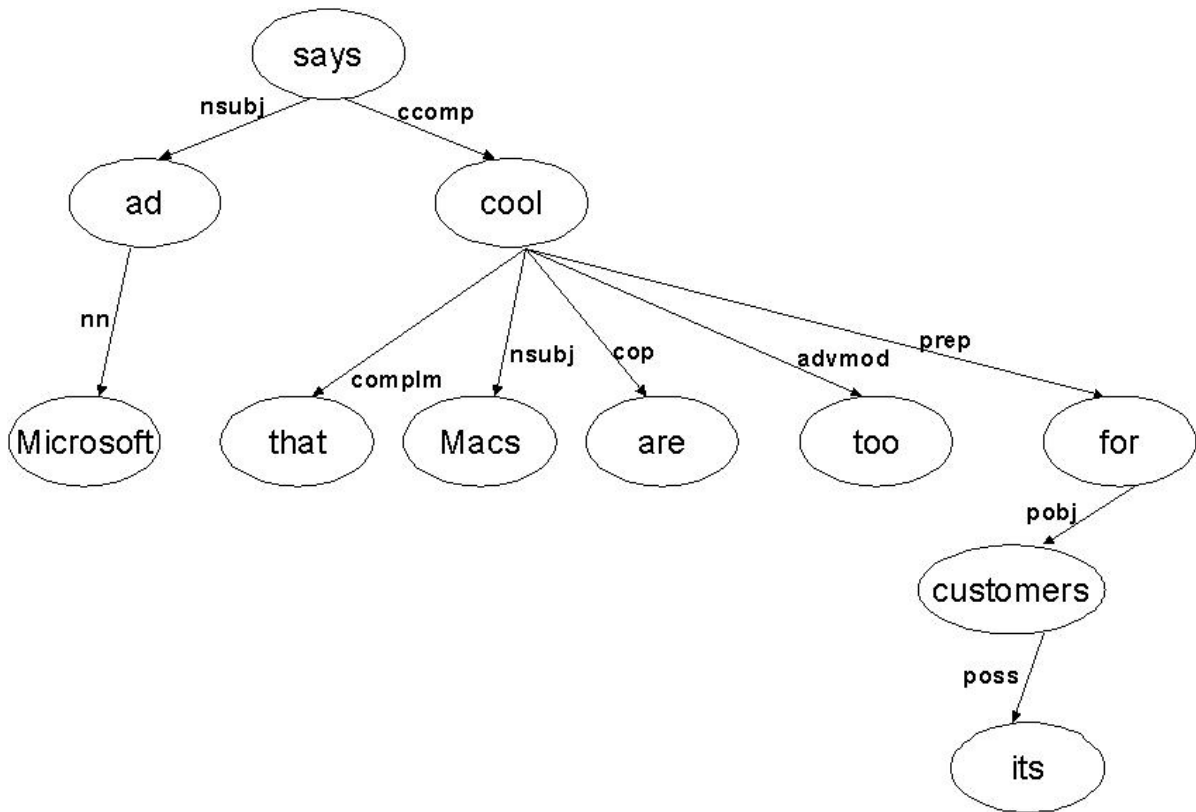 says
nsubj ccomp
ad cool
nn
complm nsubj cop advmod prep
Microsoft that Macs are too for
pobj
customers
poss
its